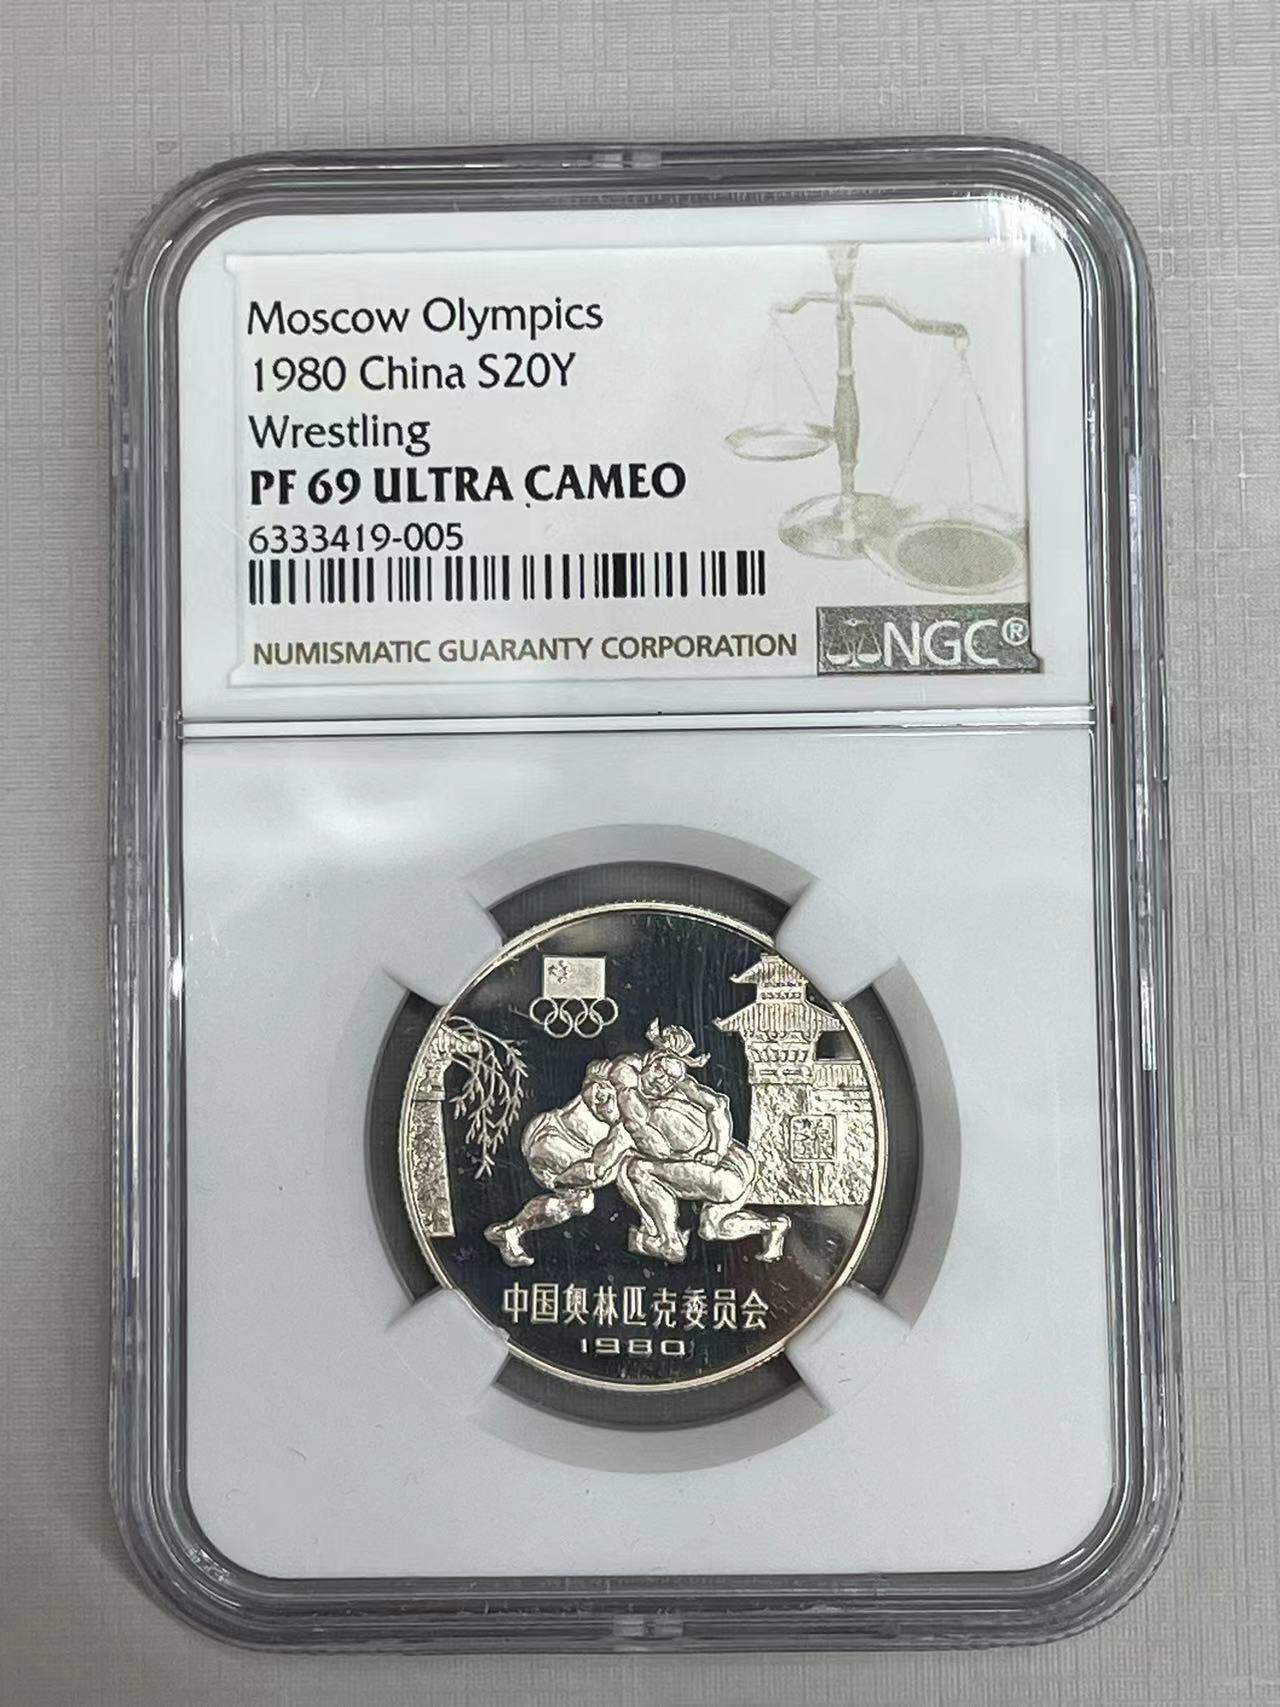 Moscow Olympics
1980 China S20Y
Wrestling
PF 69 ULTRA CAMEO
6333419-005
NUMISMATIC GUARANTY CORPORATION
NGC®
中国奥林匹克委员会
1980